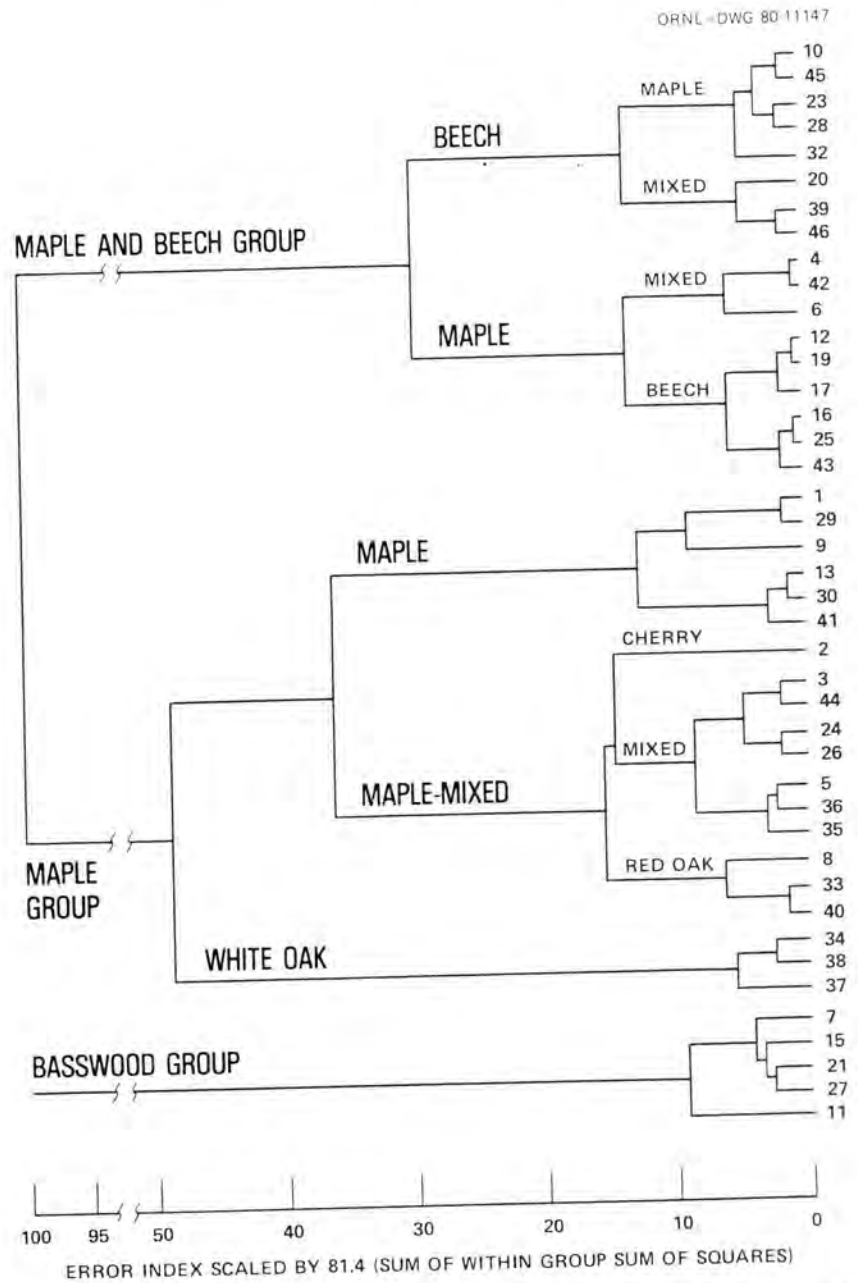 ORNL-DWG 80-11147
10
45
MAPLE
23
28
BEECH
32
20
MIXED
39
46
MAPLE AND BEECH GROUP
4
MIXED
42
6
MAPLE
12
19
BEECH
17
16
25
43
1
29
MAPLE
9
13
30
41
CHERRY
2
3
44
24
MIXED
26
5
MAPLE-MIXED
36
35
RED OAK
8
MAPLE
GROUP
33
40
34
WHITE OAK
38
37
7
15
BASSWOOD GROUP
21
27
11
100 95 50 40 30 20 10 0
ERROR INDEX SCALED BY 81.4 (SUM OF WITHIN GROUP SUM OF SQUARES)